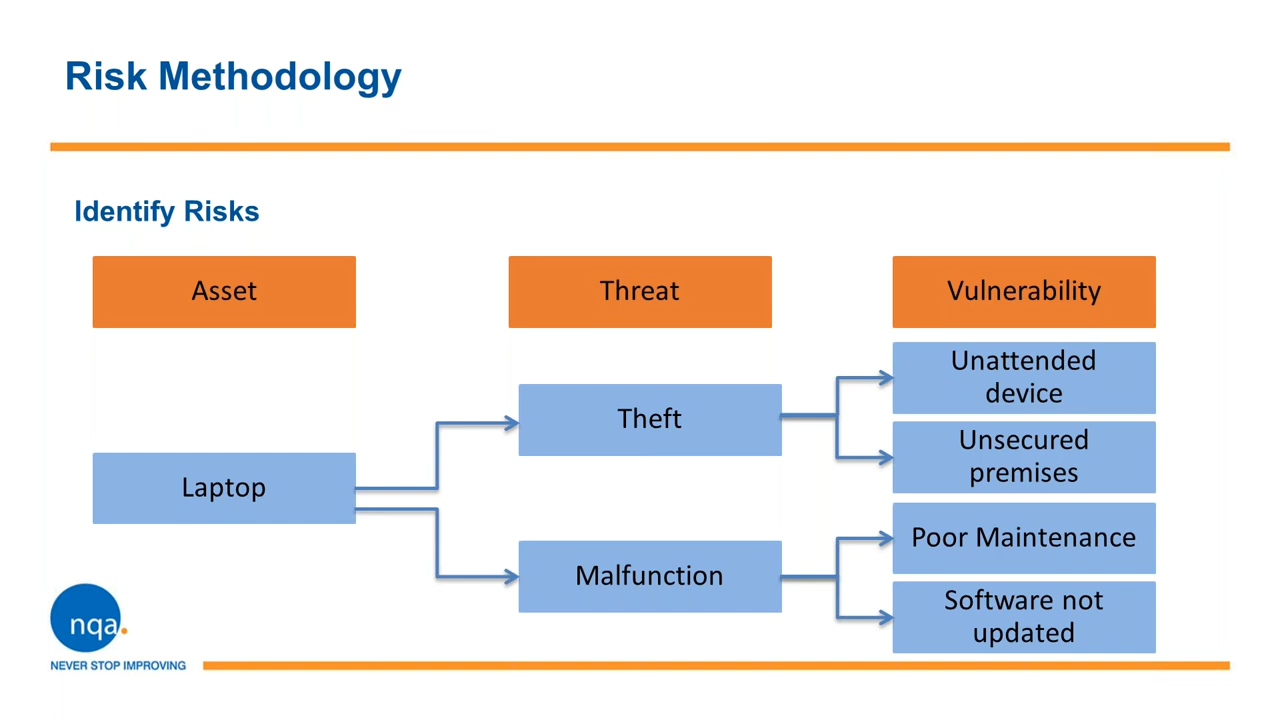 Risk Methodology
Identify Risks
Asset
Threat
Vulnerability
Laptop
Theft
Malfunction
Unattended
device
Unsecured
premises
Poor Maintenance
Software not
updated
nqa.
NEVER STOP IMPROVING